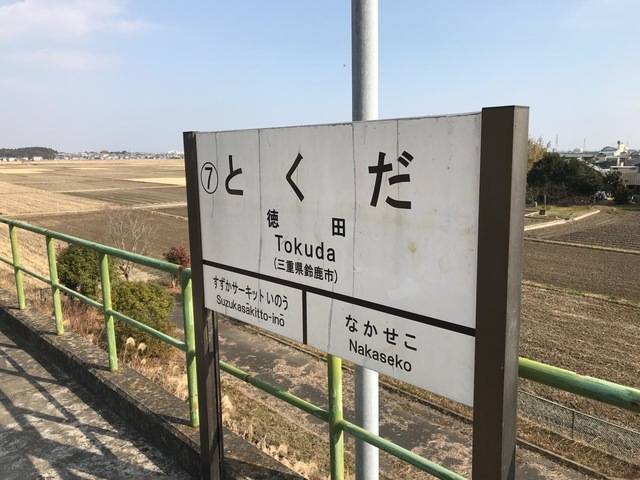 ⑦ とくだ
徳田
Tokuda
(三重県鈴鹿市)
すずかサーキット いのう
Suzukasakitto-inō
なかせこ
Nakaseko